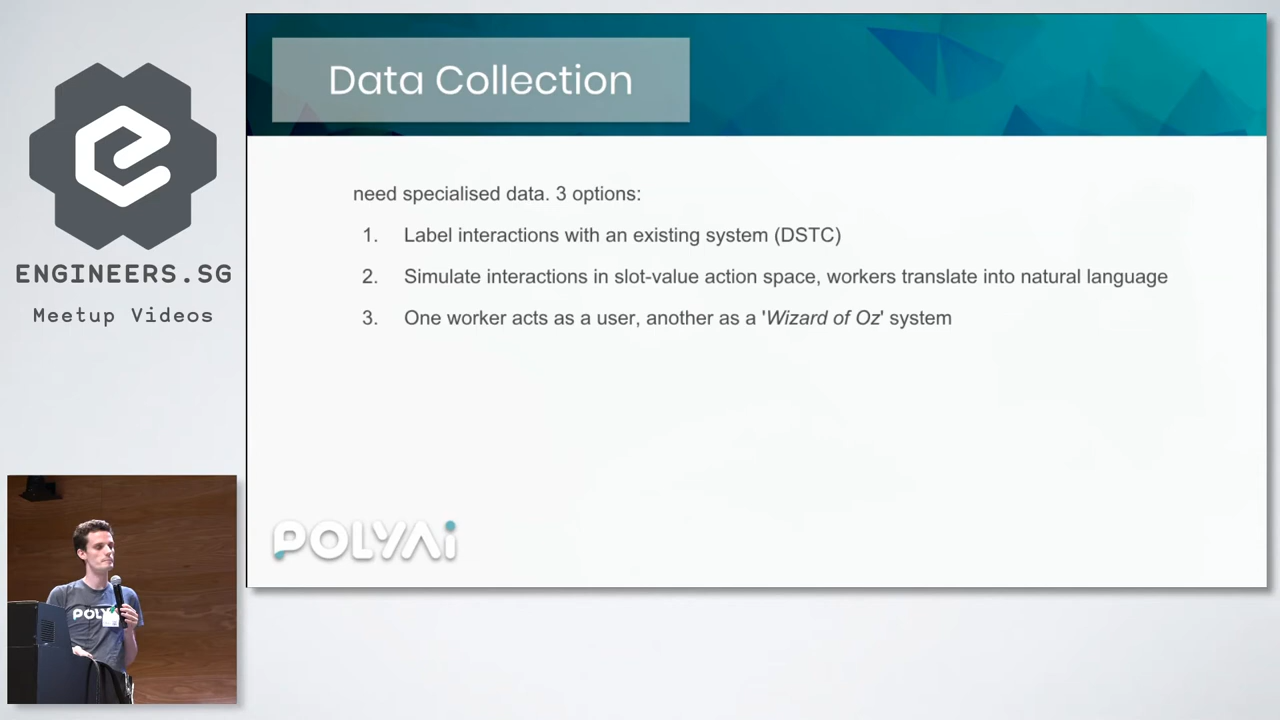 Data Collection
need specialised data. 3 options:
1. Label interactions with an existing system (DSTC)
2. Simulate interactions in slot-value action space, workers translate into natural language
3. One worker acts as a user, another as a 'Wizard of Oz' system
POLYAi
ENGINEERS.SG
Meetup Videos